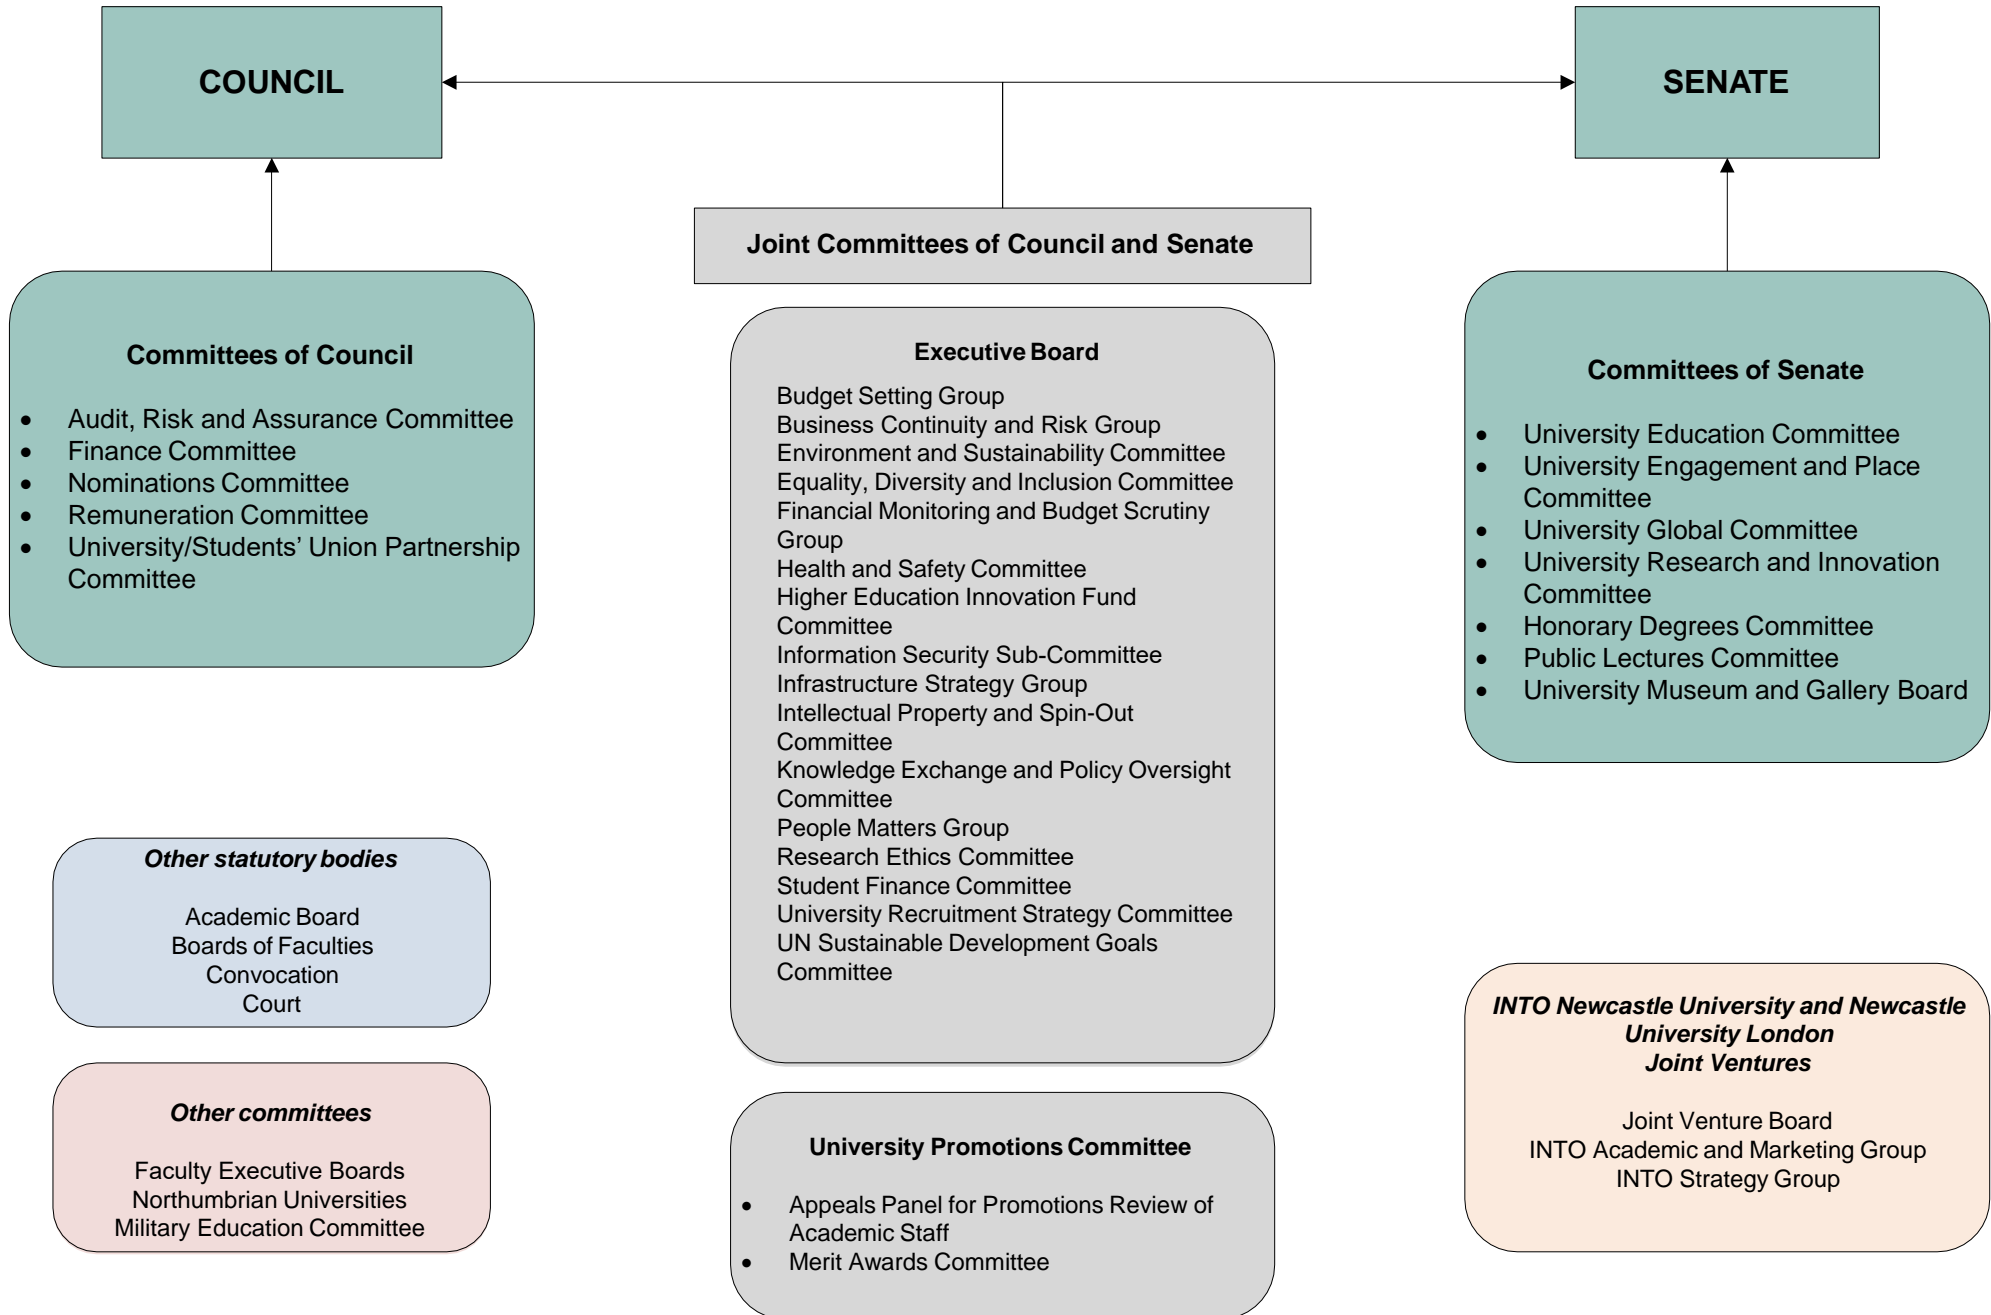 COUNCIL
SENATE
Joint Committees of Council and Senate
Committees of Council
• Audit, Risk and Assurance Committee
• Finance Committee
• Nominations Committee
• Remuneration Committee
• University/Students’ Union Partnership
Committee
Executive Board
Budget Setting Group
Business Continuity and Risk Group
Environment and Sustainability Committee
Equality, Diversity and Inclusion Committee
Financial Monitoring and Budget Scrutiny
Group
Health and Safety Committee
Higher Education Innovation Fund
Committee
Information Security Sub-Committee
Infrastructure Strategy Group
Intellectual Property and Spin-Out
Committee
Knowledge Exchange and Policy Oversight
Committee
People Matters Group
Research Ethics Committee
Student Finance Committee
University Recruitment Strategy Committee
UN Sustainable Development Goals
Committee
Committees of Senate
• University Education Committee
• University Engagement and Place
Committee
• University Global Committee
• University Research and Innovation
Committee
• Honorary Degrees Committee
• Public Lectures Committee
• University Museum and Gallery Board
Other statutory bodies
Academic Board
Boards of Faculties
Convocation
Court
Other committees
Faculty Executive Boards
Northumbrian Universities
Military Education Committee
University Promotions Committee
• Appeals Panel for Promotions Review of
Academic Staff
• Merit Awards Committee
INTO Newcastle University and Newcastle
University London
Joint Ventures
Joint Venture Board
INTO Academic and Marketing Group
INTO Strategy Group